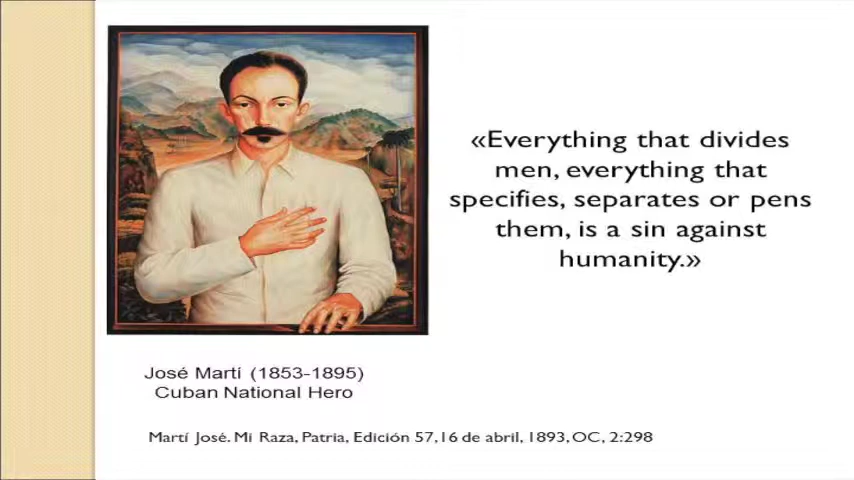 «Everything that divides
men, everything that
specifies, separates or pens
them, is a sin against
humanity.»
José Martí (1853-1895)
Cuban National Hero
Martí José. Mi Raza, Patria, Edición 57,16 de abril, 1893, OC, 2:298